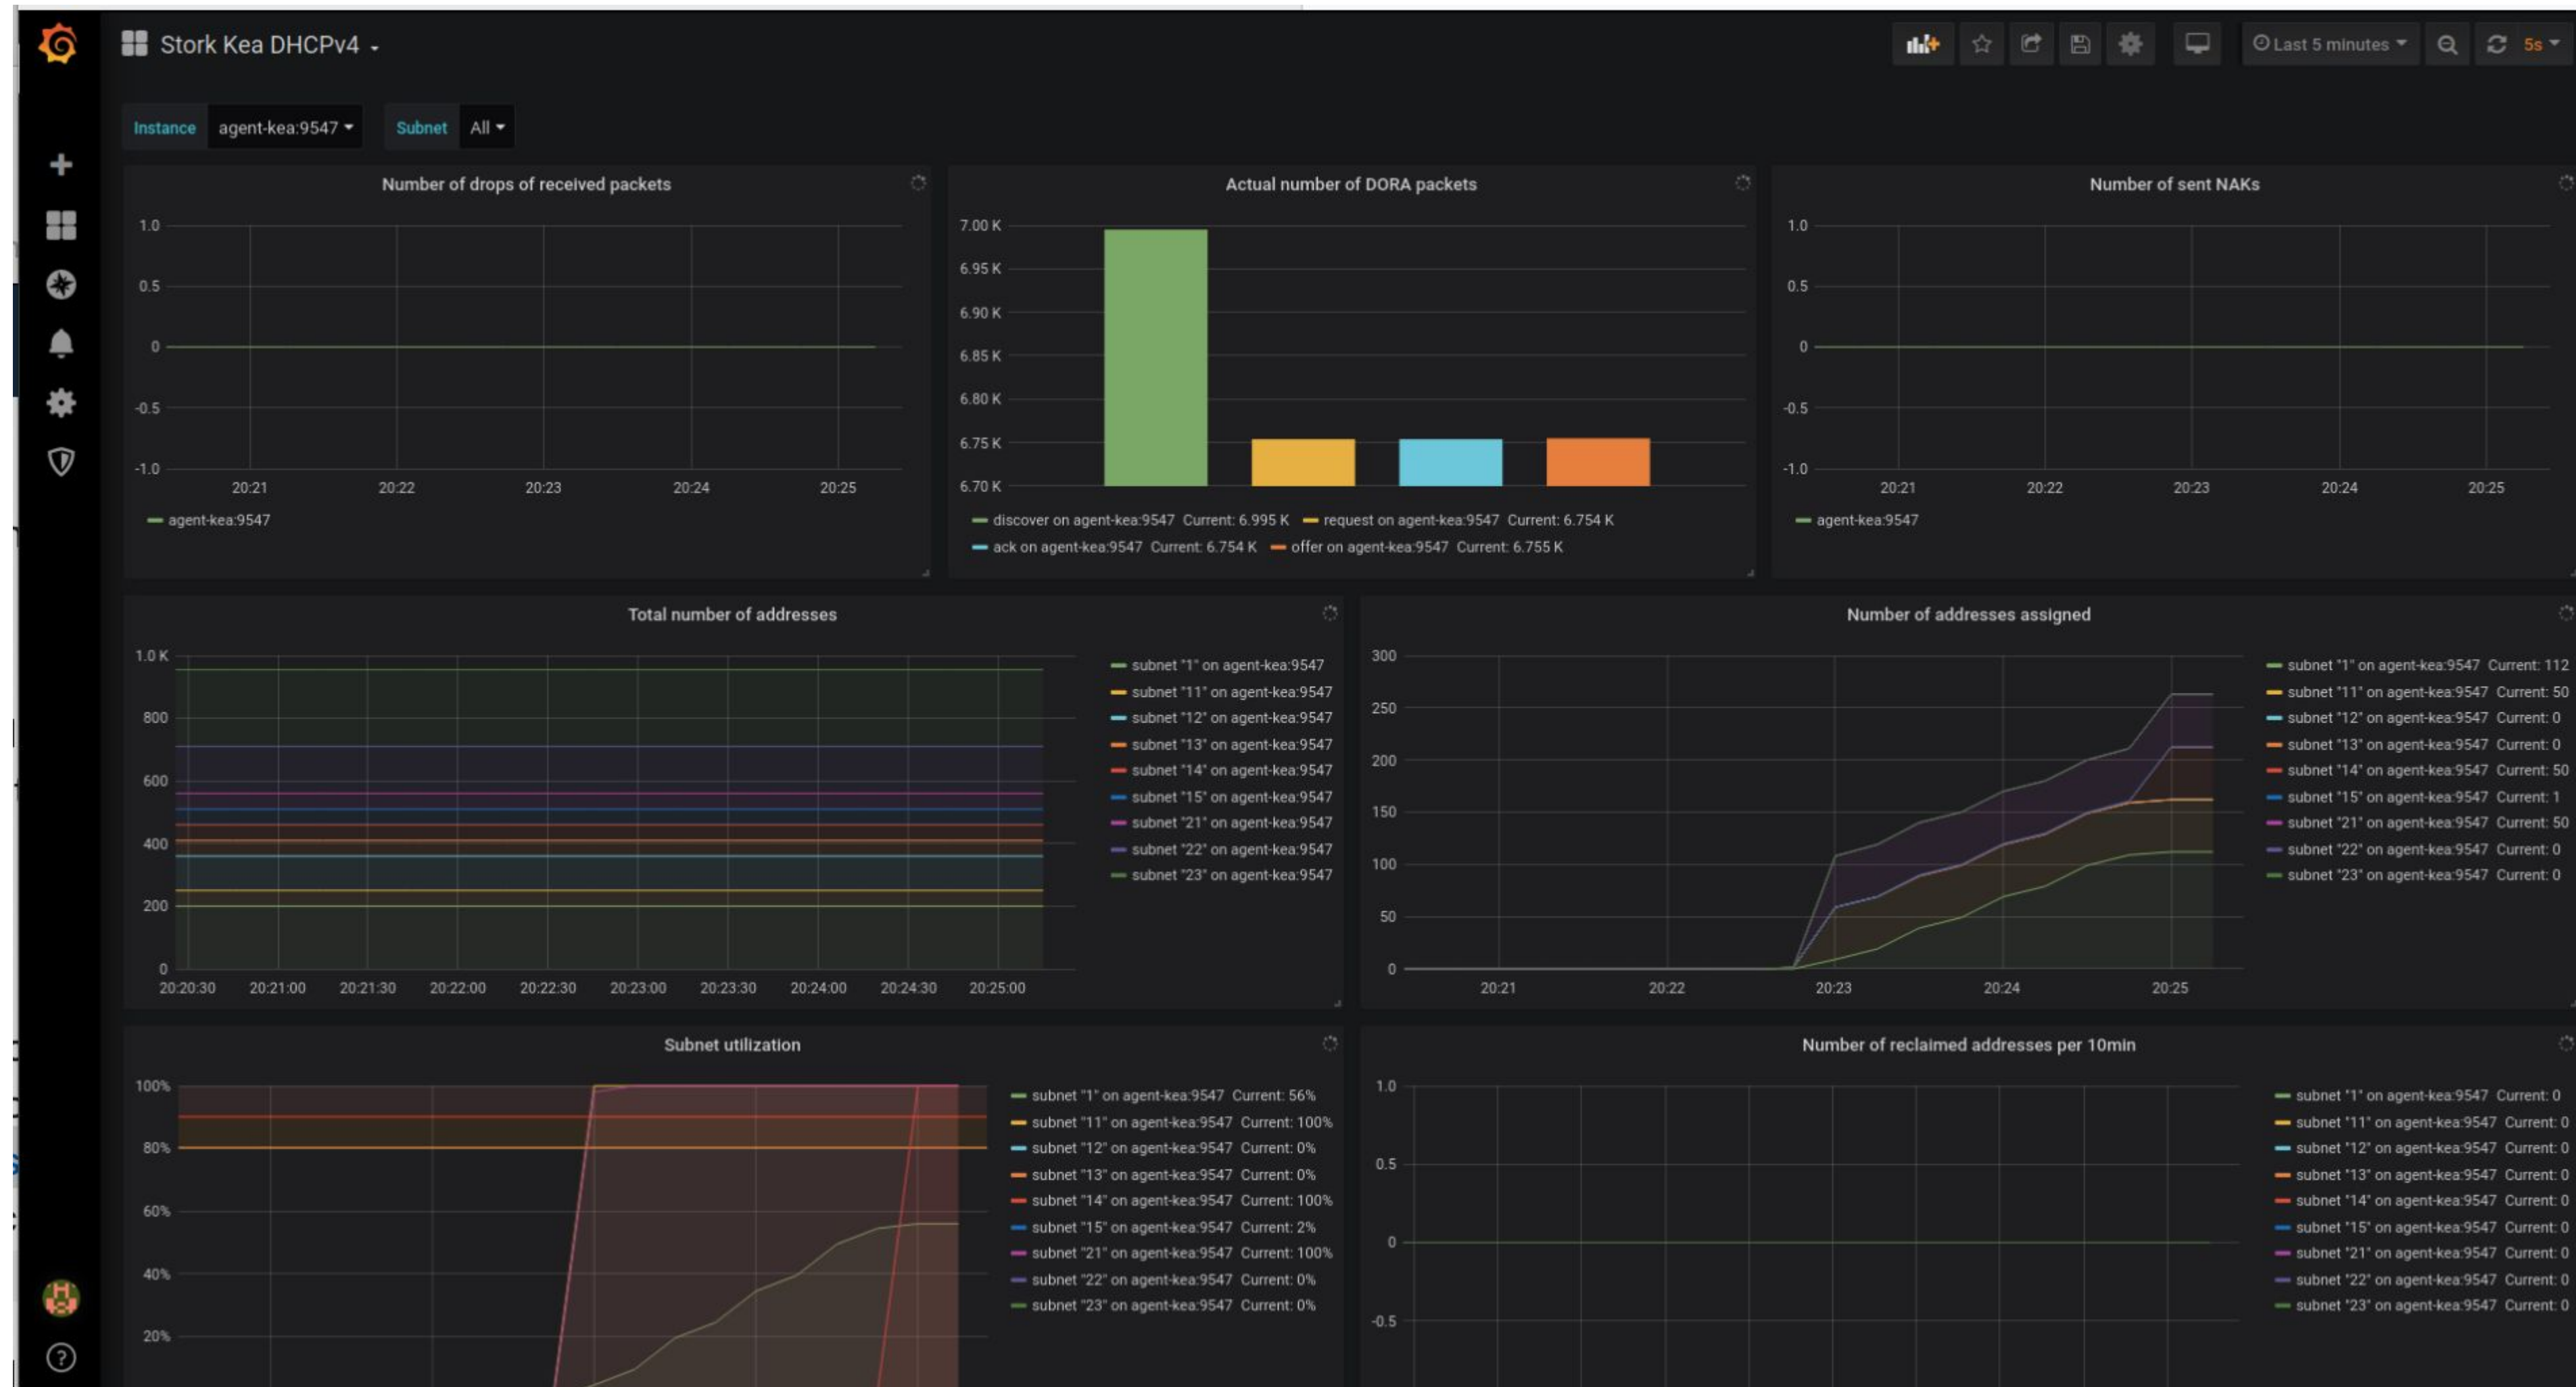 Stork Kea DHCPv4
Last 5 minutes
5s
Instance agent-kea:9547 Subnet All
Number of drops of received packets
1.0
0.5
0
-0.5
-1.0
20:21 20:22 20:23 20:24 20:25
agent-kea:9547
Actual number of DORA packets
7.00 K
6.95 K
6.90 K
6.85 K
6.80 K
6.75 K
6.70 K
discover on agent-kea:9547 Current: 6.995 K request on agent-kea:9547 Current: 6.754 K
ack on agent-kea:9547 Current: 6.754 K offer on agent-kea:9547 Current: 6.755 K
Number of sent NAKs
1.0
0.5
0
-0.5
-1.0
20:21 20:22 20:23 20:24 20:25
agent-kea:9547
Total number of addresses
1.0 K
800
600
400
200
0
20:20:30 20:21:00 20:21:30 20:22:00 20:22:30 20:23:00 20:23:30 20:24:00 20:24:30 20:25:00
subnet "1" on agent-kea:9547
subnet "11" on agent-kea:9547
subnet "12" on agent-kea:9547
subnet "13" on agent-kea:9547
subnet "14" on agent-kea:9547
subnet "15" on agent-kea:9547
subnet "21" on agent-kea:9547
subnet "22" on agent-kea:9547
subnet "23" on agent-kea:9547
Number of addresses assigned
300
250
200
150
100
50
0
20:21 20:22 20:23 20:24 20:25
subnet "1" on agent-kea:9547 Current: 112
subnet "11" on agent-kea:9547 Current: 50
subnet "12" on agent-kea:9547 Current: 0
subnet "13" on agent-kea:9547 Current: 0
subnet "14" on agent-kea:9547 Current: 50
subnet "15" on agent-kea:9547 Current: 1
subnet "21" on agent-kea:9547 Current: 50
subnet "22" on agent-kea:9547 Current: 0
subnet "23" on agent-kea:9547 Current: 0
Subnet utilization
100%
80%
60%
40%
20%
subnet "1" on agent-kea:9547 Current: 56%
subnet "11" on agent-kea:9547 Current: 100%
subnet "12" on agent-kea:9547 Current: 0%
subnet "13" on agent-kea:9547 Current: 0%
subnet "14" on agent-kea:9547 Current: 100%
subnet "15" on agent-kea:9547 Current: 2%
subnet "21" on agent-kea:9547 Current: 100%
subnet "22" on agent-kea:9547 Current: 0%
subnet "23" on agent-kea:9547 Current: 0%
Number of reclaimed addresses per 10min
1.0
0.5
0
-0.5
subnet "1" on agent-kea:9547 Current: 0
subnet "11" on agent-kea:9547 Current: 0
subnet "12" on agent-kea:9547 Current: 0
subnet "13" on agent-kea:9547 Current: 0
subnet "14" on agent-kea:9547 Current: 0
subnet "15" on agent-kea:9547 Current: 0
subnet "21" on agent-kea:9547 Current: 0
subnet "22" on agent-kea:9547 Current: 0
subnet "23" on agent-kea:9547 Current: 0